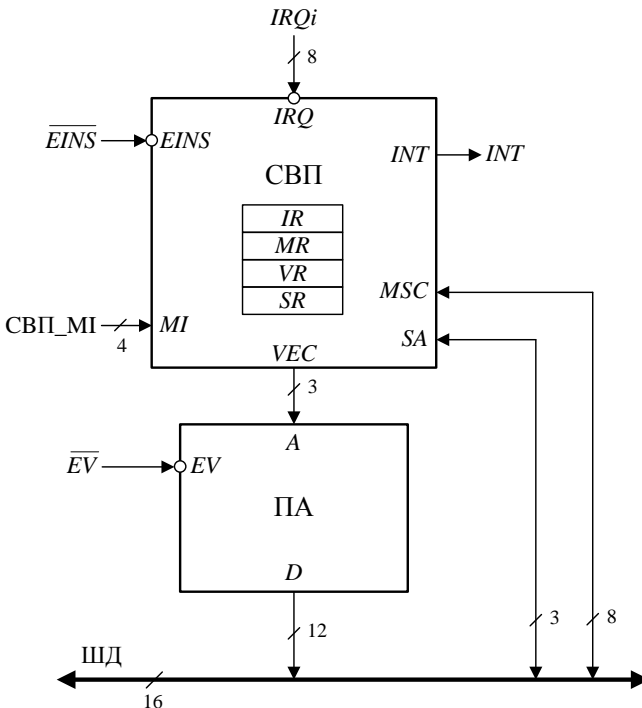 IRQi
8
IRQ
EINS EINS
INT INT
СВП
IR
MR
VR
SR
MSC
СВП_MI MI
4
SA
VEC
3
A
EV EV
ПА
D
12 3 8
ШД
16